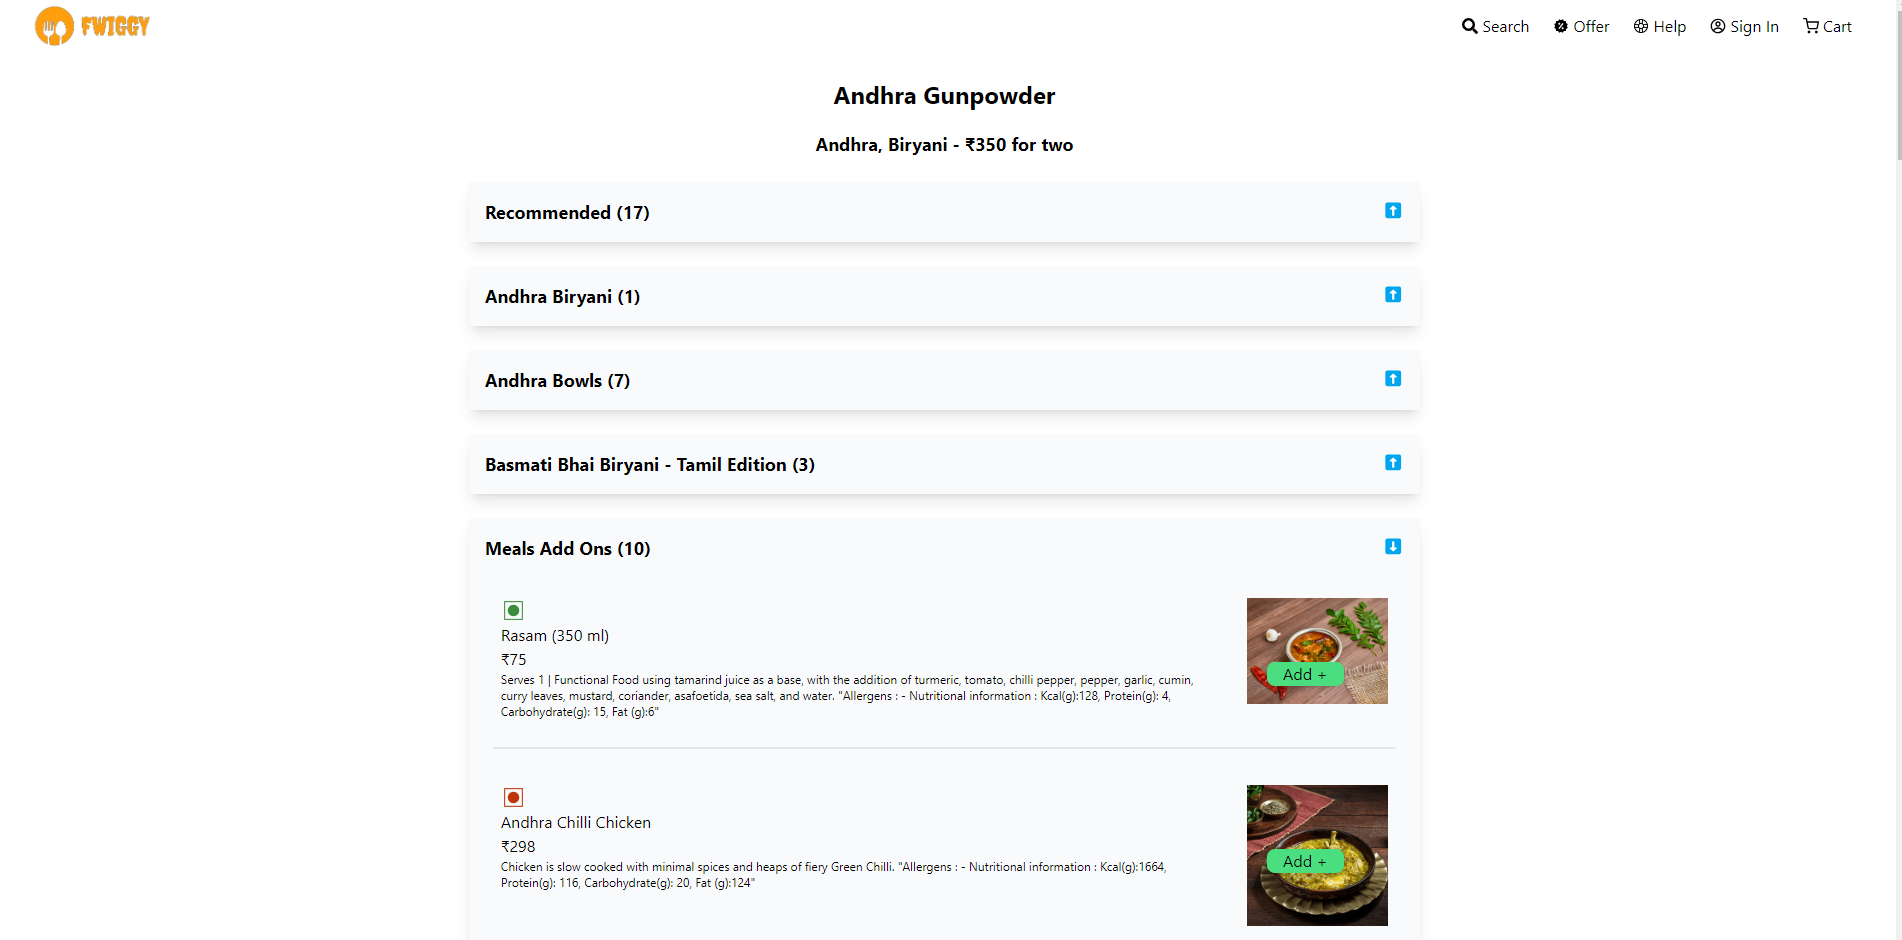 FWIGGY
Search
Offer
Help
Sign In
Cart
Andhra Gunpowder
Andhra, Biryani - ₹350 for two
Recommended (17)
Andhra Biryani (1)
Andhra Bowls (7)
Basmati Bhai Biryani - Tamil Edition (3)
Meals Add Ons (10)
Rasam (350 ml)
₹75
Serves 1 | Functional Food using tamarind juice as a base, with the addition of turmeric, tomato, chilli pepper, pepper, garlic, cumin,
curry leaves, mustard, coriander, asafoetida, sea salt, and water. "Allergens : - Nutritional information : Kcal(g):128, Protein(g): 4,
Carbohydrate(g): 15, Fat (g):6"
Add +
Andhra Chilli Chicken
₹298
Chicken is slow cooked with minimal spices and heaps of fiery Green Chilli. "Allergens : - Nutritional information : Kcal(g):1664,
Protein(g): 116, Carbohydrate(g): 20, Fat (g):124"
Add +